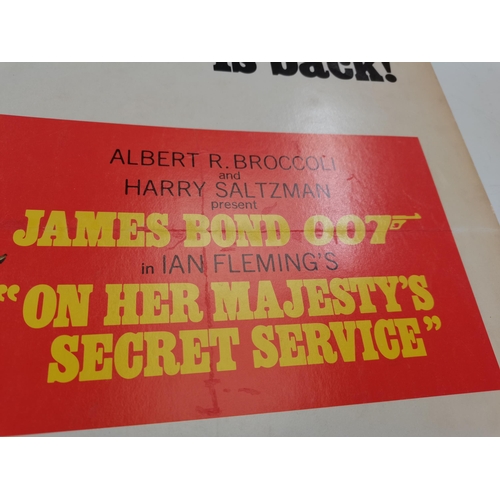 is back!
ALBERT R. BROCCOLI
and
HARRY SALTZMAN
present
JAMES BOND 007
in IAN FLEMING'S
"ON HER MAJESTY'S
SECRET SERVICE"